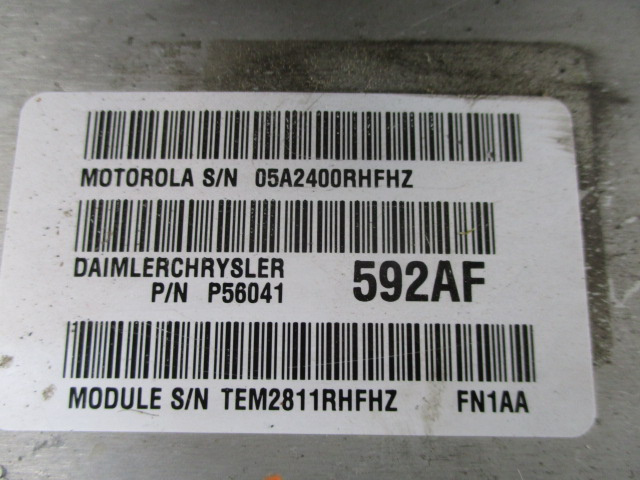 MOTOROLA S/N 05A2400RHFHZ
DAIMLERCHRYSLER
P/N P56041 592AF
MODULE S/N TEM2811RHFHZ FN1AA